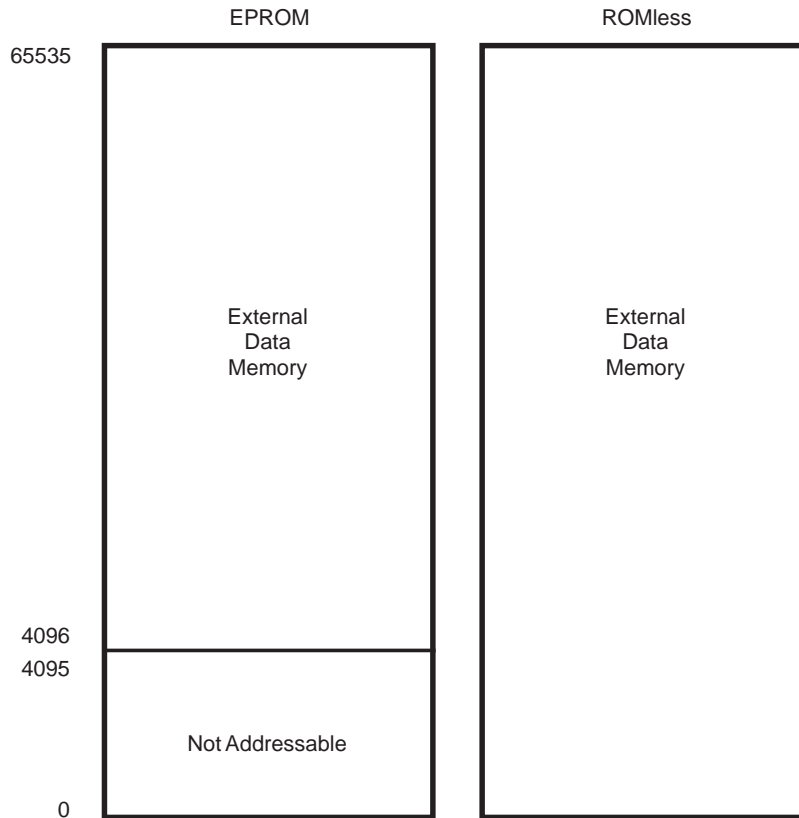 EPROM
ROMless
65535
External
Data
Memory
External
Data
Memory
4096
4095
Not Addressable
0